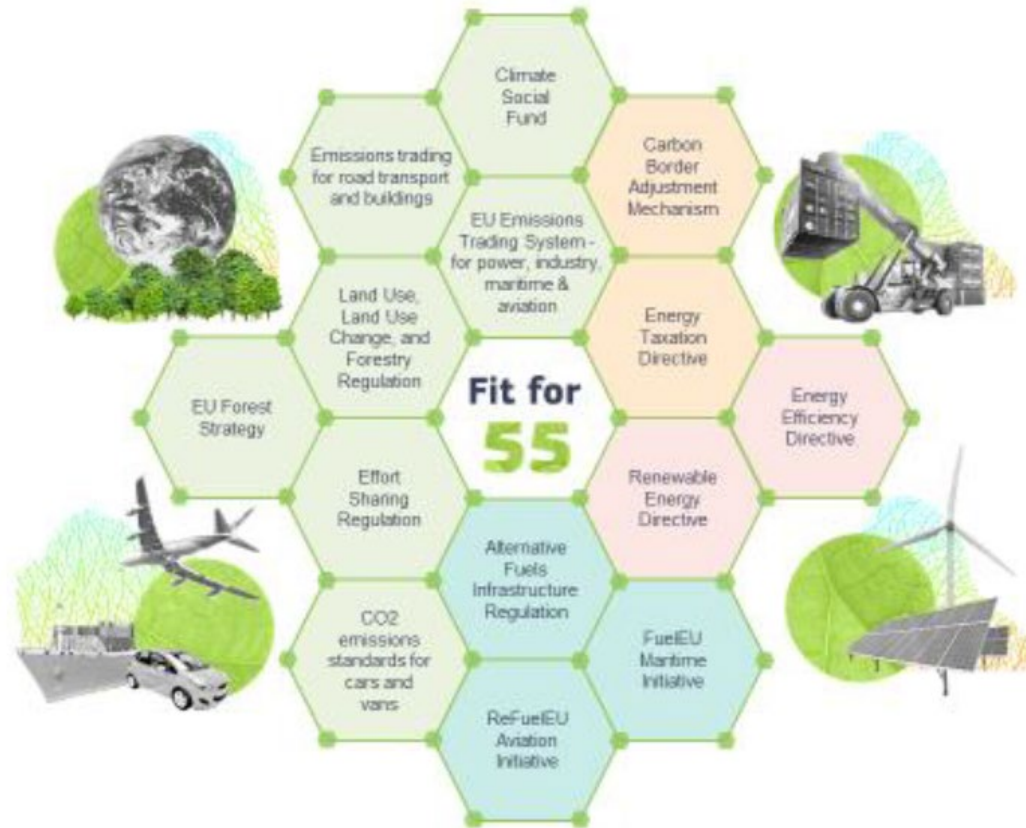 Climate
Social
Fund
Emissions trading
for road transport
and buildings
Carbon
Border
Adjustment
Mechanism
EU Emissions
Trading System -
for power, industry,
maritime &
aviation
Land Use,
Land Use
Change, and
Forestry
Regulation
Energy
Taxation
Directive
EU Forest
Strategy
Fit for
55
Energy
Efficiency
Directive
Effort
Sharing
Regulation
Renewable
Energy
Directive
Alternative
Fuels
Infrastructure
Regulation
CO2
emissions
standards for
cars and
vans
FuelEU
Maritime
Initiative
ReFuelEU
Aviation
Initiative